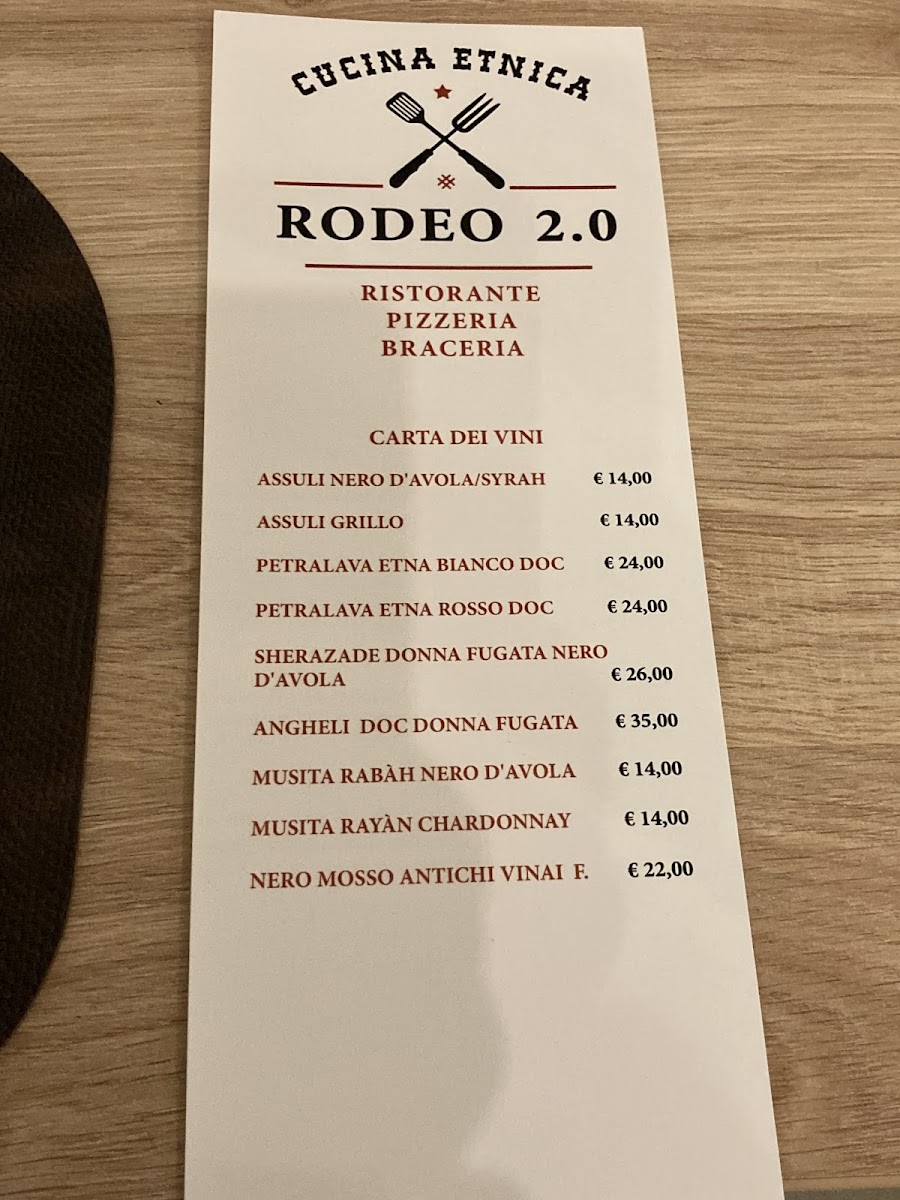 CUCINA ETNICA
RODEO 2.0
RISTORANTE
PIZZERIA
BRACERIA
CARTA DEI VINI
ASSULI NERO D'AVOLA/SYRAH € 14,00
ASSULI GRILLO € 14,00
PETRALAVA ETNA BIANCO DOC € 24,00
PETRALAVA ETNA ROSSO DOC € 24,00
SHERAZADE DONNA FUGATA NERO
D'AVOLA € 26,00
ANGHELI DOC DONNA FUGATA € 35,00
MUSITA RABÀH NERO D'AVOLA € 14,00
MUSITA RAYÀN CHARDONNAY € 14,00
NERO MOSSO ANTICHI VINAI F. € 22,00